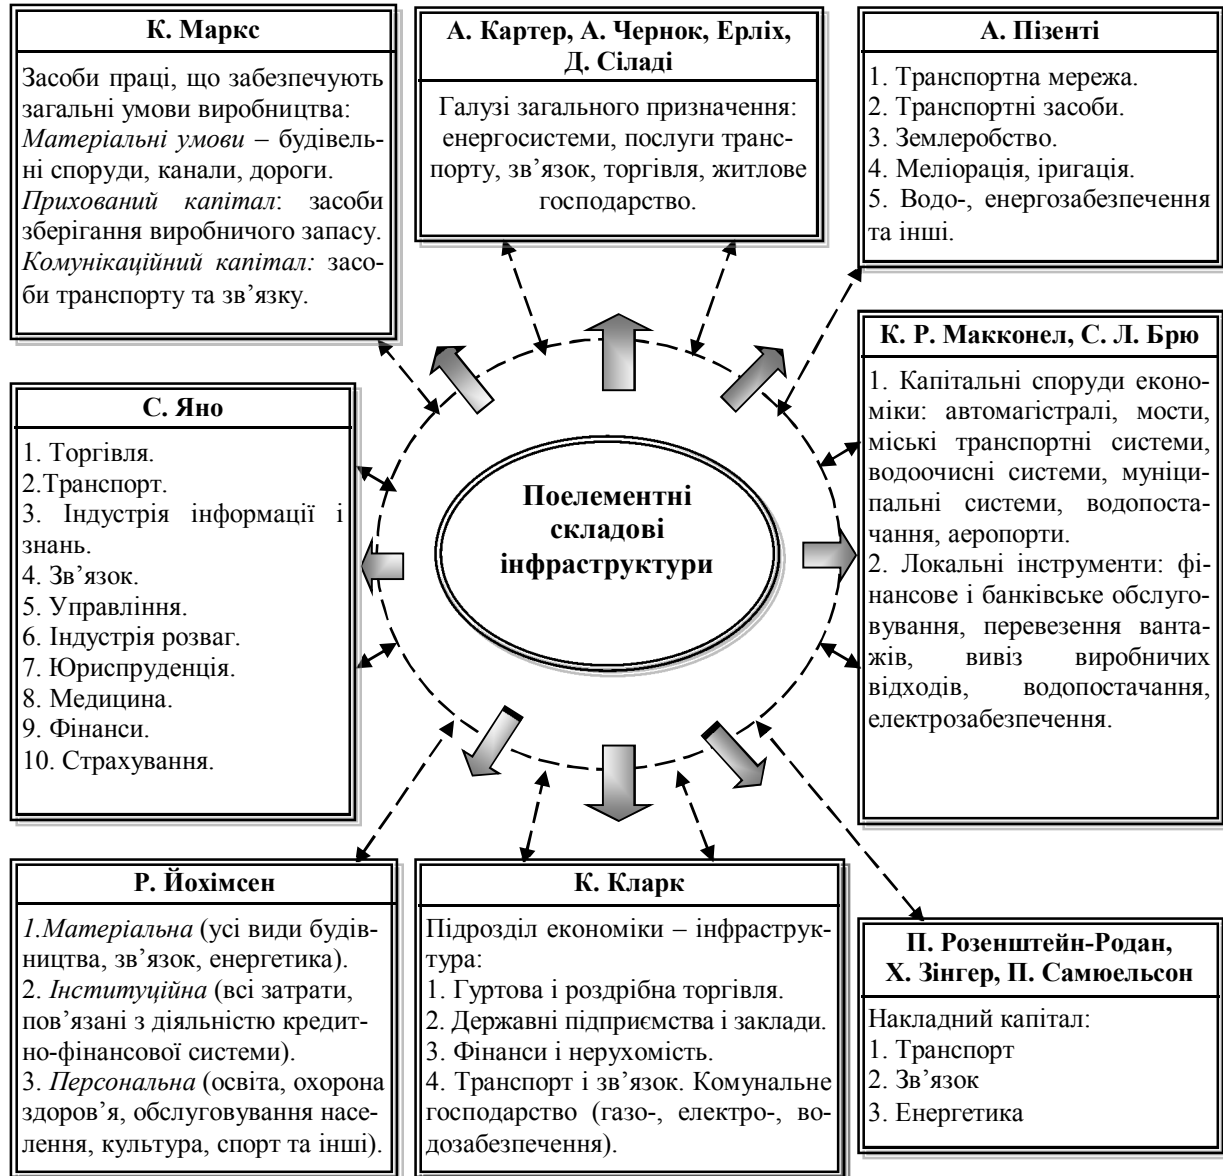 К. Маркс
Засоби праці, що забезпечують
загальні умови виробництва:
Матеріальні умови – будівель-
ні споруди, канали, дороги.
Прихований капітал: засоби
зберігання виробничого запасу.
Комунікаційний капітал: засо-
би транспорту та зв’язку.
А. Картер, А. Чернок, Ерліх,
Д. Сіладі
Галузі загального призначення:
енергосистеми, послуги транс-
порту, зв’язок, торгівля, житлове
господарство.
А. Пізенті
1. Транспортна мережа.
2. Транспортні засоби.
3. Землеробство.
4. Меліорація, іригація.
5. Водо-, енергозабезпечення
та інші.
С. Яно
1. Торгівля.
2.Транспорт.
3. Індустрія інформації і
знань.
4. Зв’язок.
5. Управління.
6. Індустрія розваг.
7. Юриспруденція.
8. Медицина.
9. Фінанси.
10. Страхування.
Поелементні
складові
інфраструктури
К. Р. Макконел, С. Л. Брю
1. Капітальні споруди еконо-
міки: автомагістралі, мости,
міські транспортні системи,
водоочисні системи, муніци-
пальні системи, водопоста-
чання, аеропорти.
2. Локальні інструменти: фі-
нансове і банківське обслуго-
вування, перевезення ванта-
жів, вивіз виробничих
відходів, водопостачання,
електрозабезпечення.
Р. Йохімсен
1.Матеріальна (усі види будів-
ництва, зв’язок, енергетика).
2. Інституційна (всі затрати,
пов’язані з діяльністю кредит-
но-фінансової системи).
3. Персональна (освіта, охорона
здоров’я, обслуговування насе-
лення, культура, спорт та інші).
К. Кларк
Підрозділ економіки – інфраструк-
тура:
1. Гуртова і роздрібна торгівля.
2. Державні підприємства і заклади.
3. Фінанси і нерухомість.
4. Транспорт і зв’язок. Комунальне
господарство (газо-, електро-, во-
дозабезпечення).
П. Розенштейн-Родан,
Х. Зінгер, П. Самюельсон
Накладний капітал:
1. Транспорт
2. Зв’язок
3. Енергетика